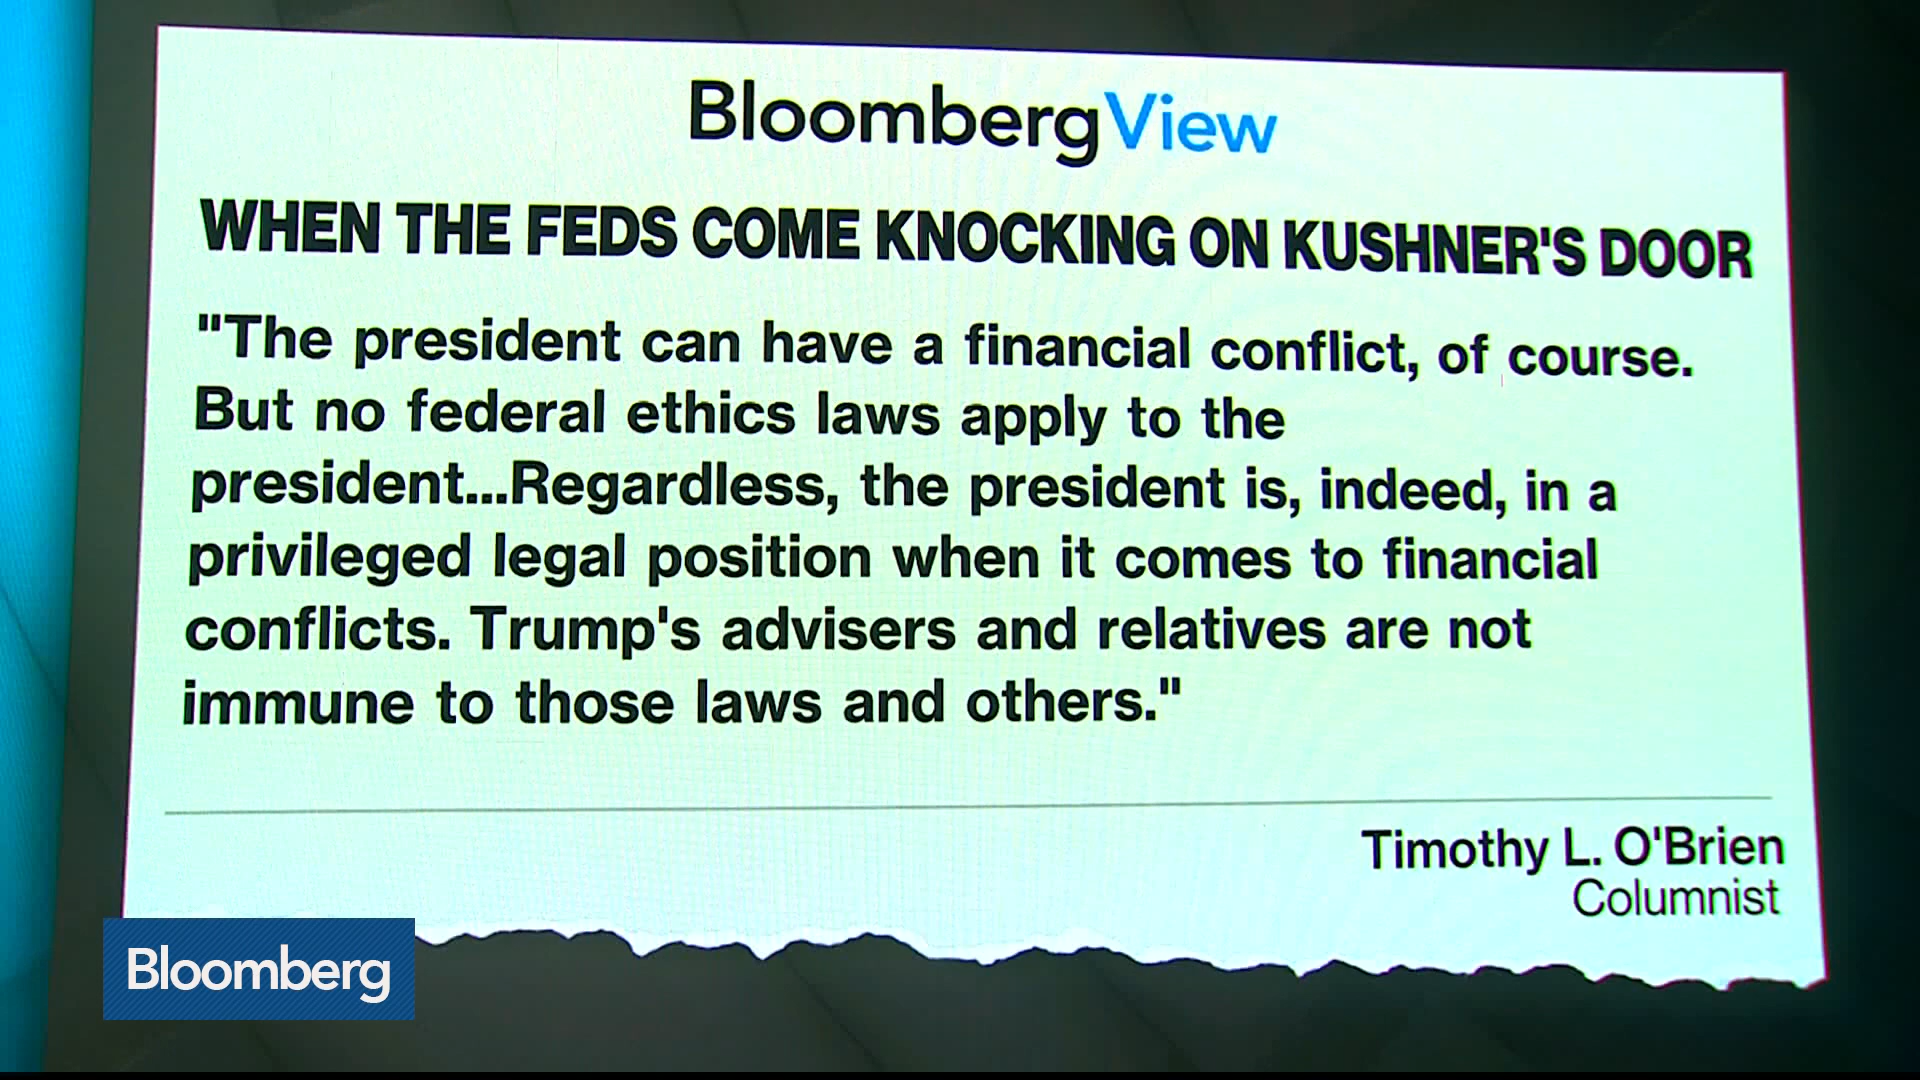 Bloomberg View
WHEN THE FEDS COME KNOCKING ON KUSHNER'S DOOR
"The president can have a financial conflict, of course.
But no federal ethics laws apply to the
president...Regardless, the president is, indeed, in a
privileged legal position when it comes to financial
conflicts. Trump's advisers and relatives are not
immune to those laws and others."
Timothy L. O'Brien
Columnist
Bloomberg